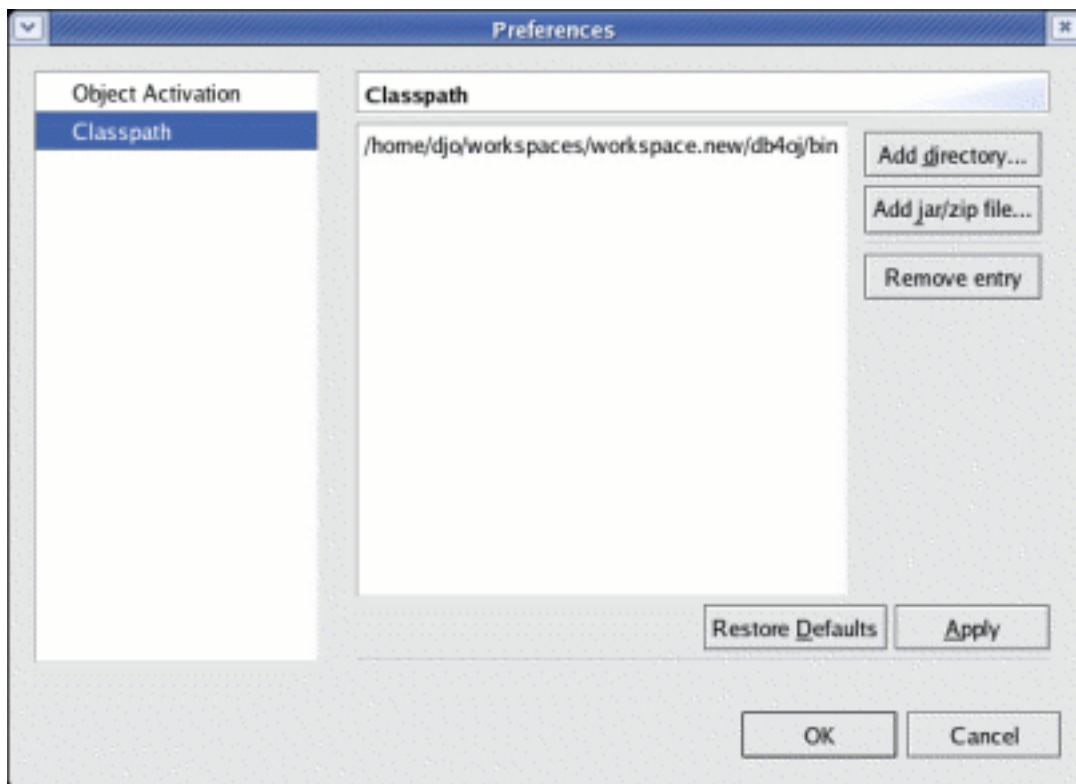 Preferences
Object Activation
Classpath
Classpath
/home/djo/workspaces/workspace.new/db4oj/bin
Add directory...
Add jar/zip file...
Remove entry
Restore Defaults
Apply
OK
Cancel